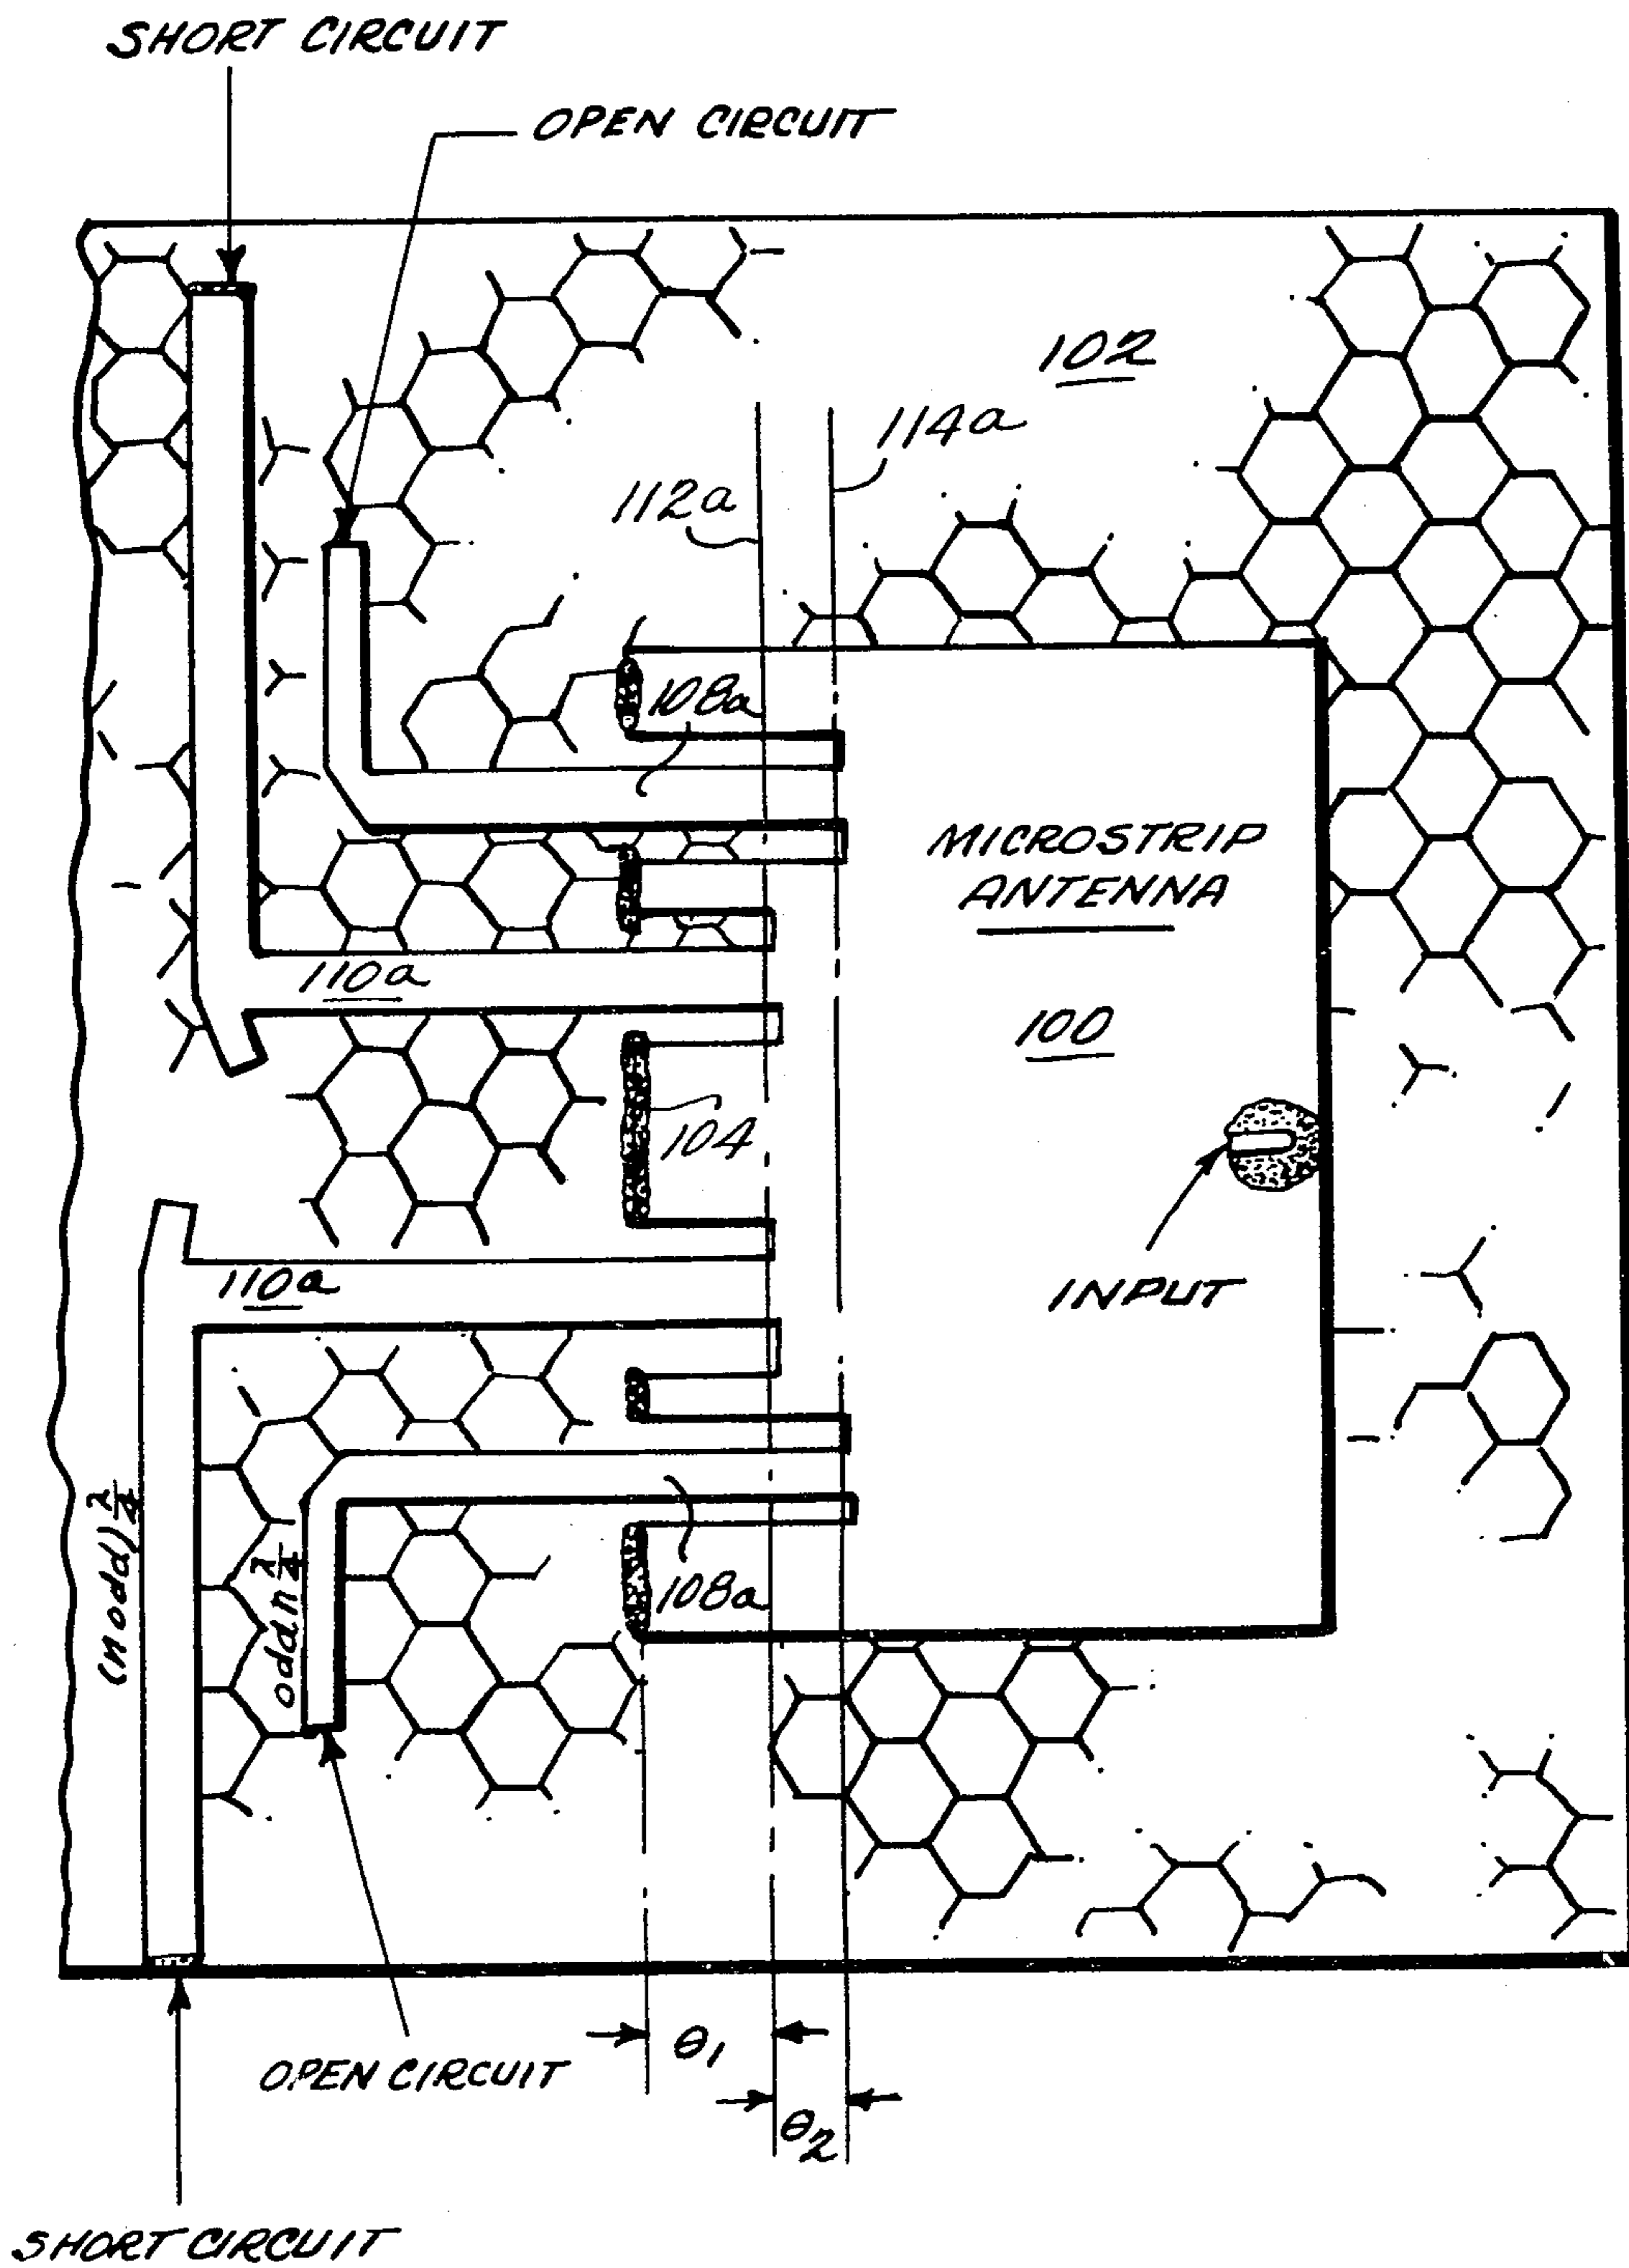 SHORT CIRCUIT
OPEN CIRCUIT
102
114a
112a
108a
MICROSTRIP
ANTENNA
110a
100
104
INPUT
110a
(n odd) λ/4
odd n λ/4
108a
θ1
OPEN CIRCUIT
θ2
SHORT CIRCUIT